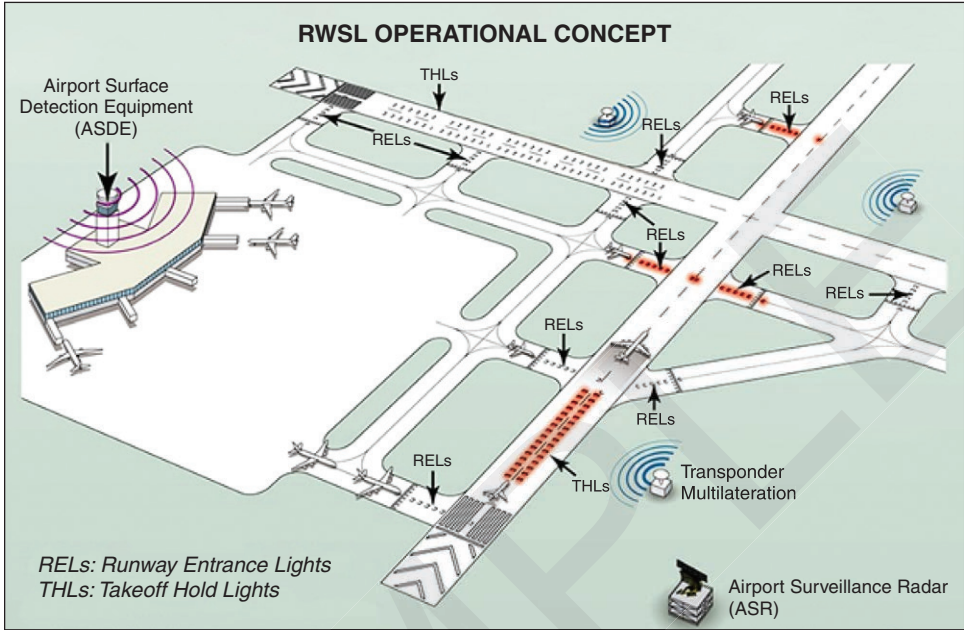 RWSL OPERATIONAL CONCEPT
Airport Surface
Detection Equipment
(ASDE)
THLs
RELs
RELs
RELs
RELs
RELs
RELs
RELs
RELs
RELs
THLs
Transponder
Multilateration
RELs: Runway Entrance Lights
THLs: Takeoff Hold Lights
Airport Surveillance Radar
(ASR)